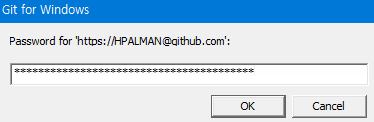 Git for Windows
Password for 'https://HPALMAN@github.com':
****************************************
OK Cancel